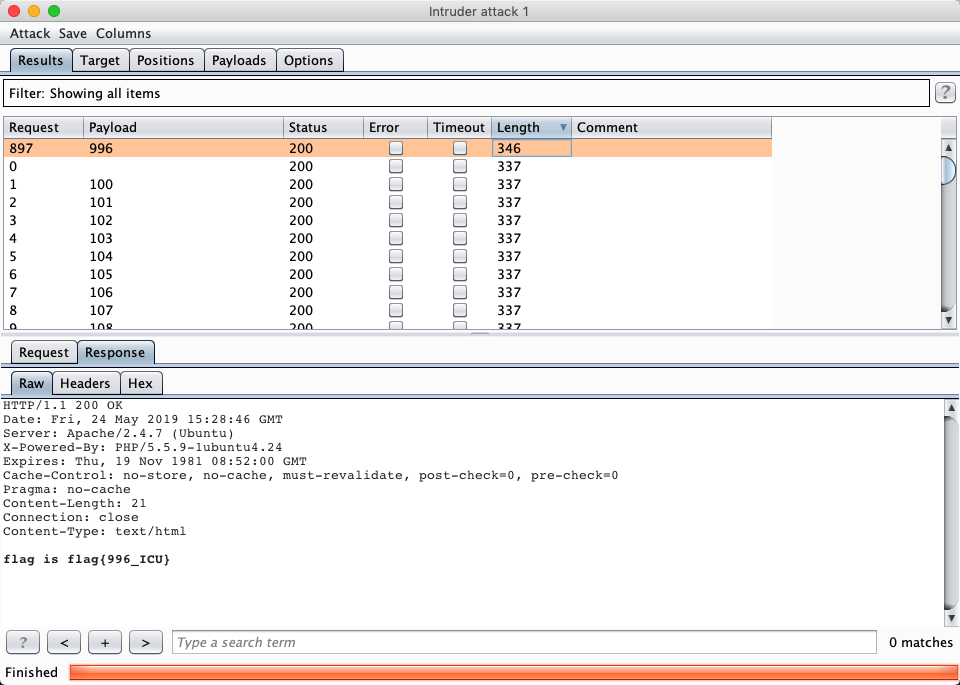 Intruder attack 1
Attack Save Columns
Results Target Positions Payloads Options
Filter: Showing all items ?
Request Payload Status Error Timeout Length Comment
897 996 200 346
0 200 337
1 100 200 337
2 101 200 337
3 102 200 337
4 103 200 337
5 104 200 337
6 105 200 337
7 106 200 337
8 107 200 337
9 108 200 337
Request Response
Raw Headers Hex
HTTP/1.1 200 OK
Date: Fri, 24 May 2019 15:28:46 GMT
Server: Apache/2.4.7 (Ubuntu)
X-Powered-By: PHP/5.5.9-1ubuntu4.24
Expires: Thu, 19 Nov 1981 08:52:00 GMT
Cache-Control: no-store, no-cache, must-revalidate, post-check=0, pre-check=0
Pragma: no-cache
Content-Length: 21
Connection: close
Content-Type: text/html
flag is flag{996_ICU}
? < + > Type a search term 0 matches
Finished